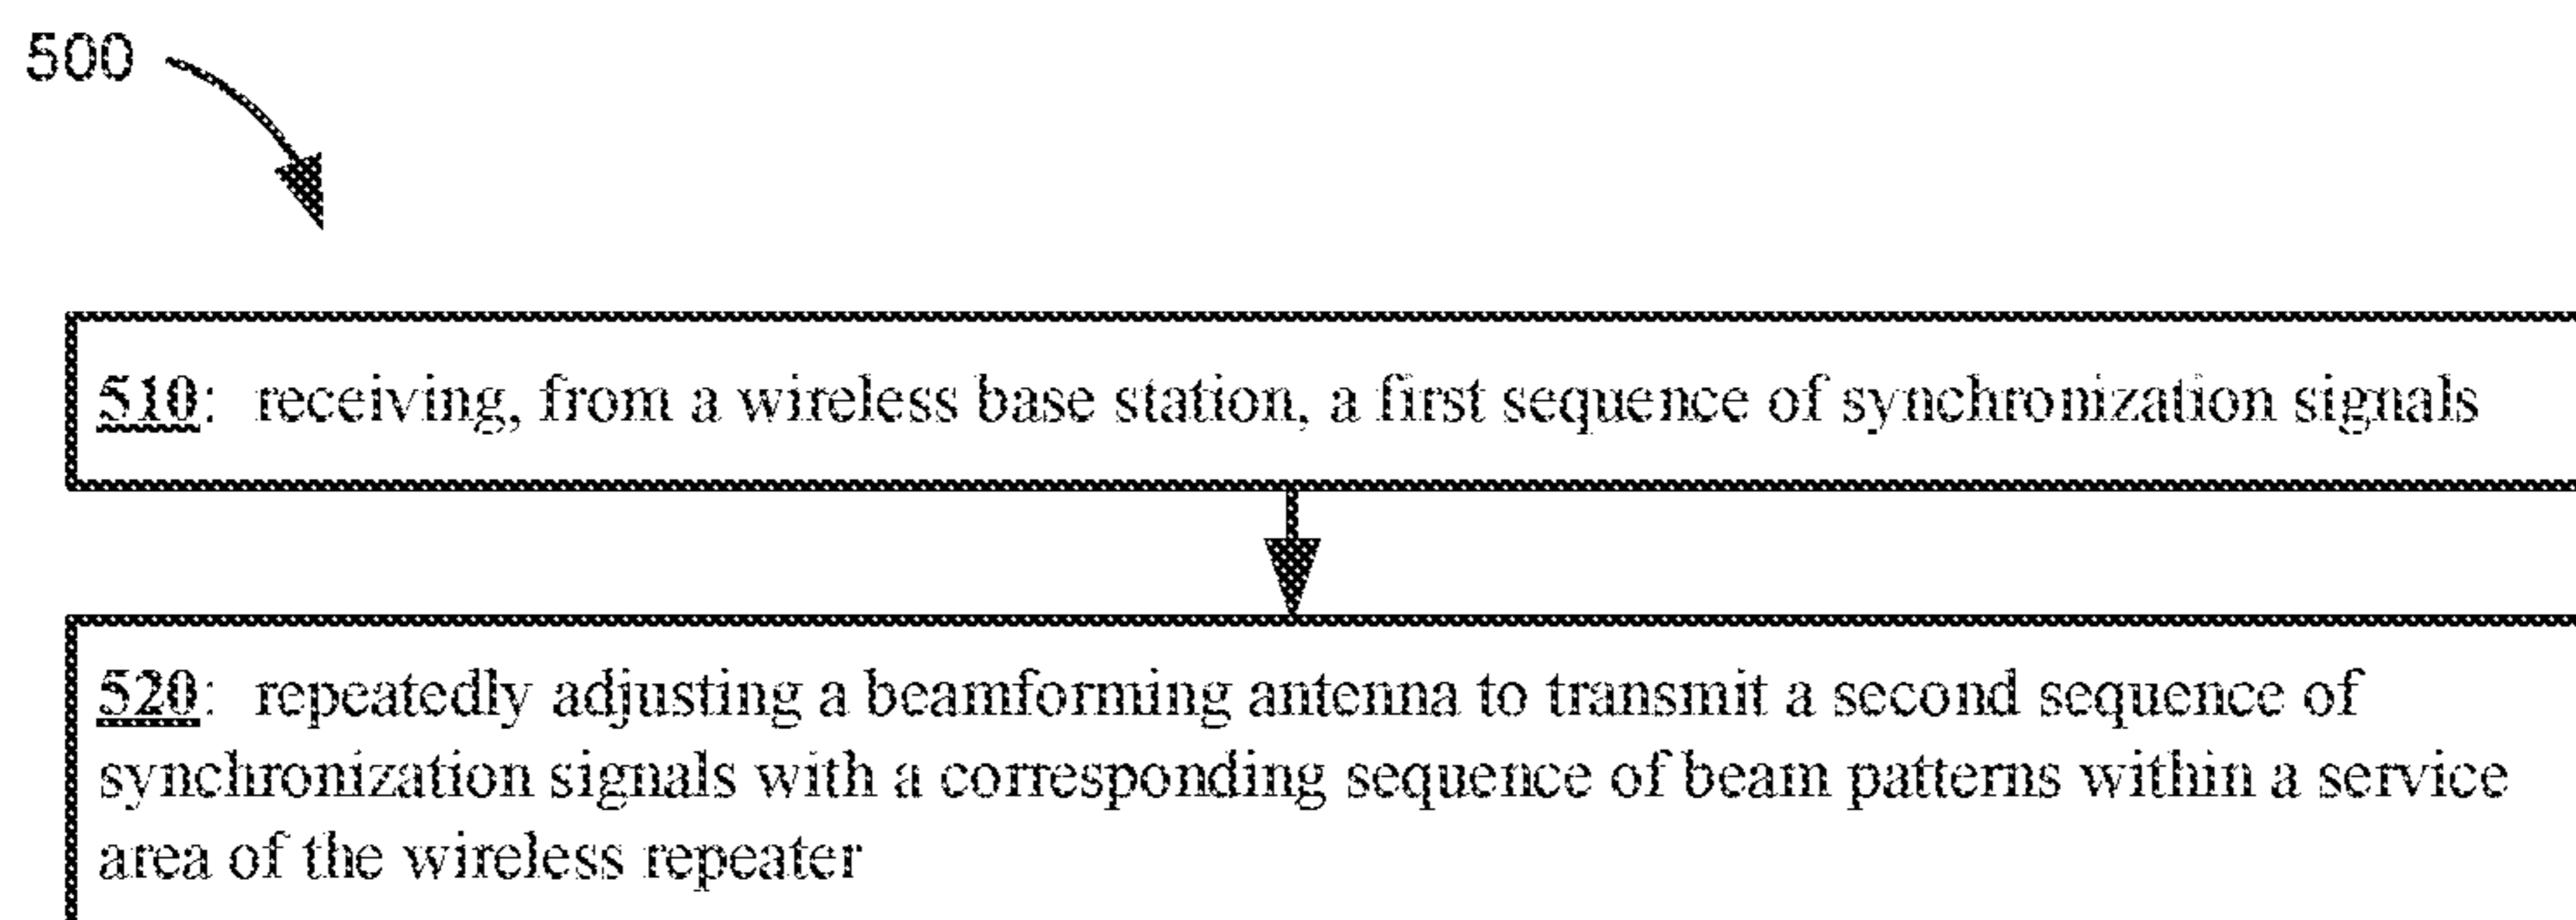 500
510: receiving, from a wireless base station, a first sequence of synchronization signals
520: repeatedly adjusting a beamforming antenna to transmit a second sequence of
synchronization signals with a corresponding sequence of beam patterns within a service
area of the wireless repeater